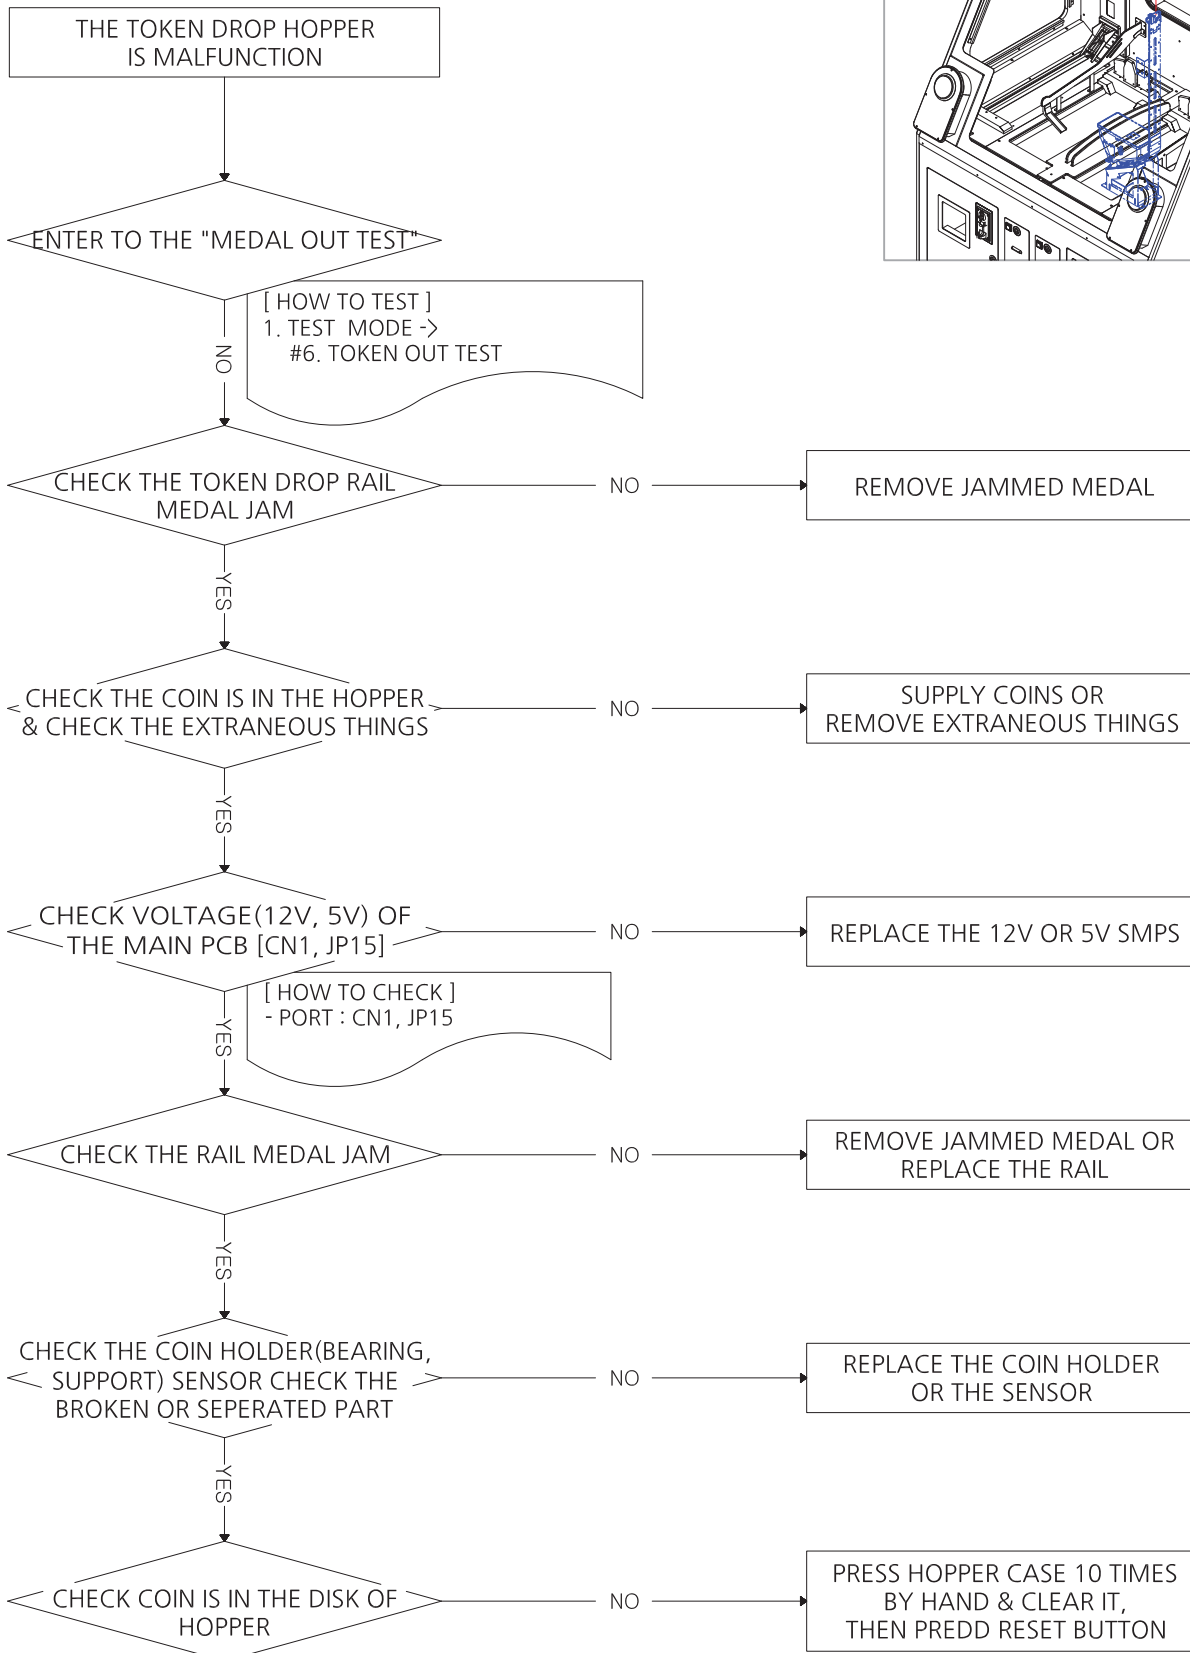 THE TOKEN DROP HOPPER
IS MALFUNCTION
ENTER TO THE "MEDAL OUT TEST"
[ HOW TO TEST ]
1. TEST MODE ->
#6. TOKEN OUT TEST
NO
CHECK THE TOKEN DROP RAIL
MEDAL JAM
NO
REMOVE JAMMED MEDAL
YES
CHECK THE COIN IS IN THE HOPPER
& CHECK THE EXTRANEOUS THINGS
NO
SUPPLY COINS OR
REMOVE EXTRANEOUS THINGS
YES
CHECK VOLTAGE(12V, 5V) OF
THE MAIN PCB [CN1, JP15]
NO
REPLACE THE 12V OR 5V SMPS
[ HOW TO CHECK ]
- PORT : CN1, JP15
YES
CHECK THE RAIL MEDAL JAM
NO
REMOVE JAMMED MEDAL OR
REPLACE THE RAIL
YES
CHECK THE COIN HOLDER(BEARING,
SUPPORT) SENSOR CHECK THE
BROKEN OR SEPERATED PART
NO
REPLACE THE COIN HOLDER
OR THE SENSOR
YES
CHECK COIN IS IN THE DISK OF
HOPPER
NO
PRESS HOPPER CASE 10 TIMES
BY HAND & CLEAR IT,
THEN PREDD RESET BUTTON